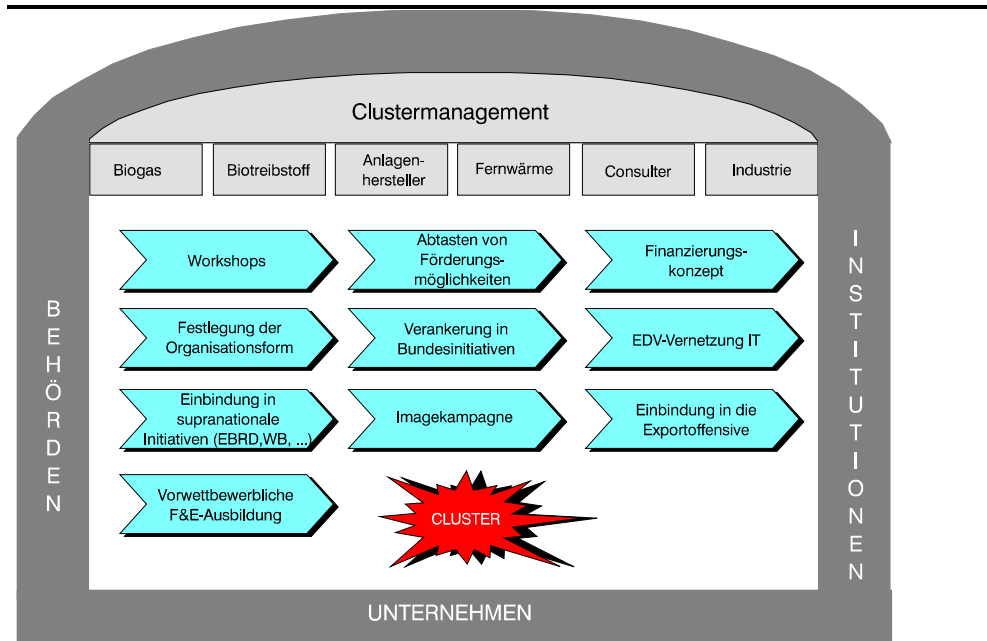 Clustermanagement
Biogas
Biotreibstoff
Anlagen-
hersteller
Fernwärme
Consulter
Industrie
Workshops
Abtasten von
Förderungs-
möglichkeiten
Finanzierungs-
konzept
Festlegung der
Organisationsform
Verankerung in
Bundesinitiativen
EDV-Vernetzung IT
Einbindung in
supranationale
Initiativen (EBRD,WB, ...)
Imagekampagne
Einbindung in die
Exportoffensive
Vorwettbewerbliche
F&E-Ausbildung
CLUSTER
BEHÖRDEN
INSTITUTIONEN
UNTERNEHMEN